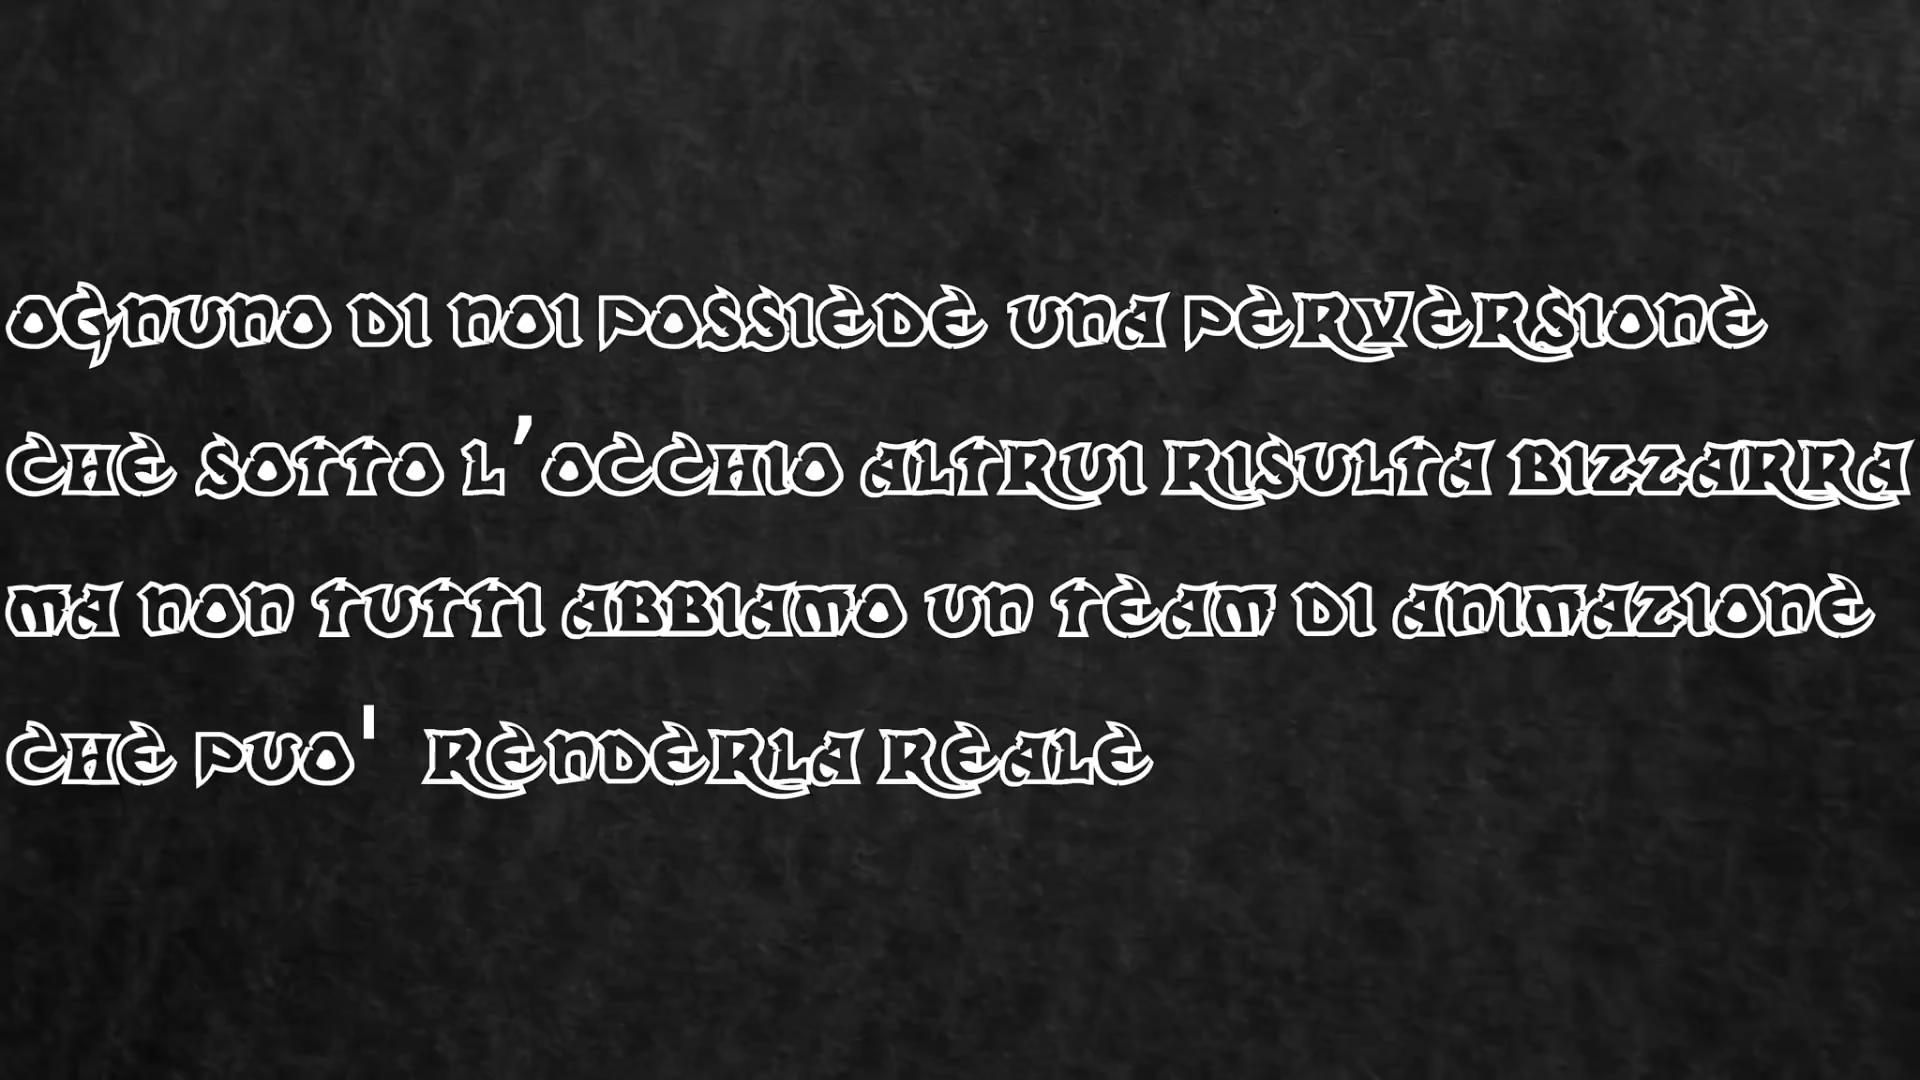 OGNUNO DI NOI POSSIEDE UNA PERVERSIONE
CHE SOTTO L'OCCHIO ALTRUI RISULTA BIZZARRA
MA NON TUTTI ABBIAMO UN TEAM DI ANIMAZIONE
CHE PUO' RENDERLA REALE